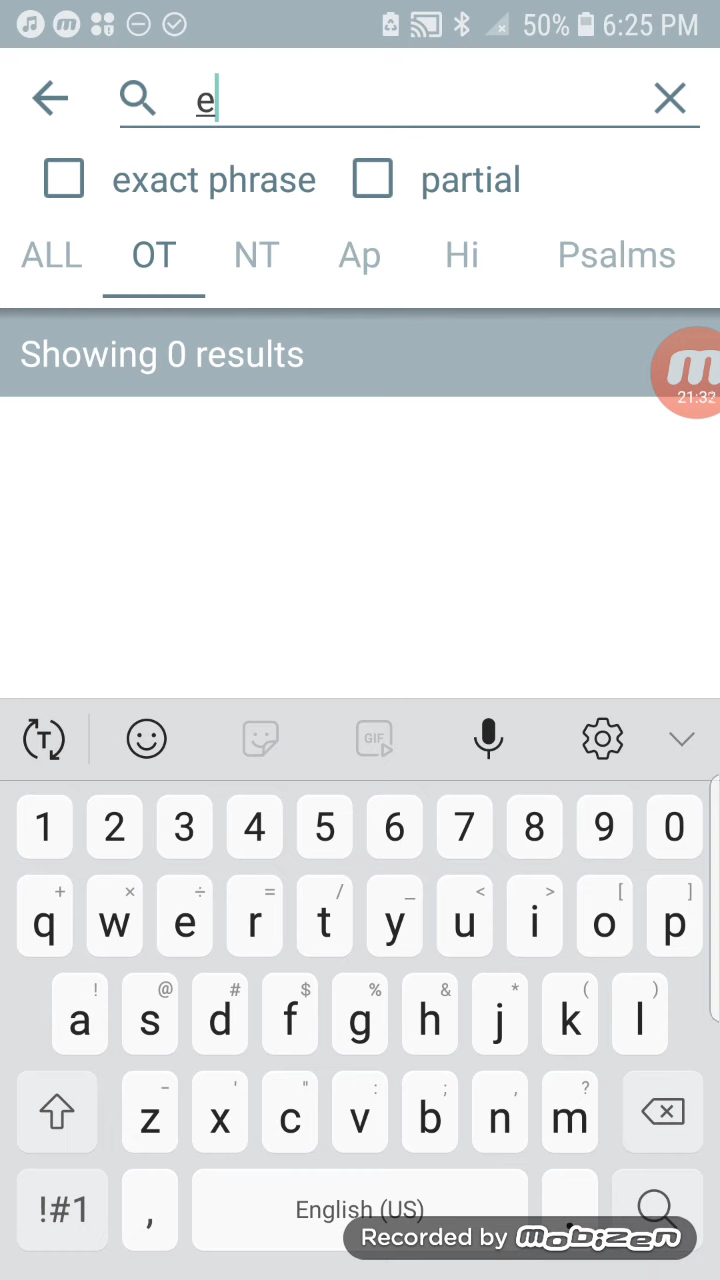 50% 6:25 PM
e
exact phrase partial
ALL OT NT Ap Hi Psalms
Showing 0 results
m
21:32
T GIF
1 2 3 4 5 6 7 8 9 0
+ × ÷ = / _ < > [ ]
q w e r t y u i o p
! @ # $ % & * ( )
a s d f g h j k l
- ' " : ; , ?
z x c v b n m
!#1 , English (US) .
Recorded by mobizen